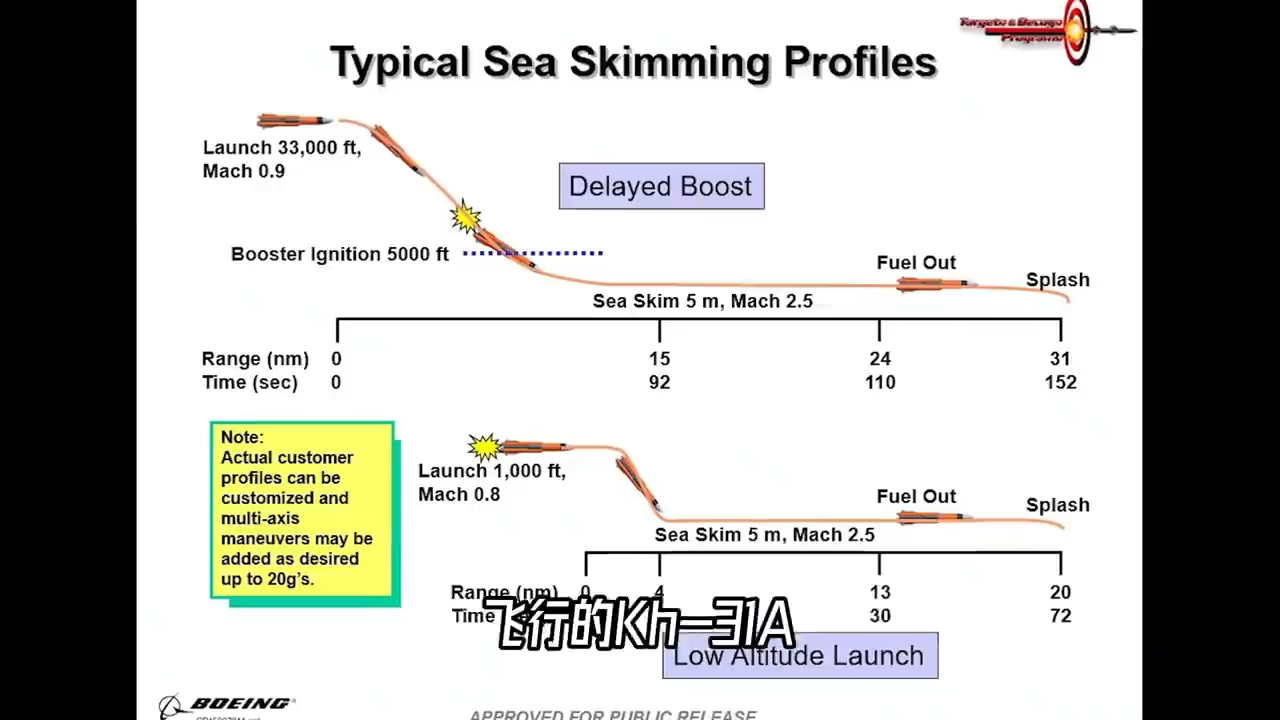 Targets & Decoys
Programs
Typical Sea Skimming Profiles
Launch 33,000 ft,
Mach 0.9
Delayed Boost
Booster Ignition 5000 ft
Fuel Out
Splash
Sea Skim 5 m, Mach 2.5
Range (nm) 0 15 24 31
Time (sec) 0 92 110 152
Note:
Actual customer
profiles can be
customized and
multi-axis
maneuvers may be
added as desired
up to 20g's.
Launch 1,000 ft,
Mach 0.8
Fuel Out
Splash
Sea Skim 5 m, Mach 2.5
Range (nm) 0 4 13 20
Time 30 72
飞行的Kh-31A
Low Altitude Launch
BOEING
APPROVED FOR PUBLIC RELEASE